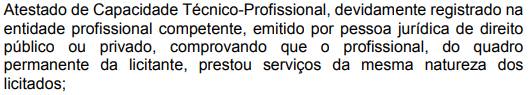 Atestado de Capacidade Técnico-Profissional, devidamente registrado na
entidade profissional competente, emitido por pessoa jurídica de direito
público ou privado, comprovando que o profissional, do quadro
permanente da licitante, prestou serviços da mesma natureza dos
licitados;